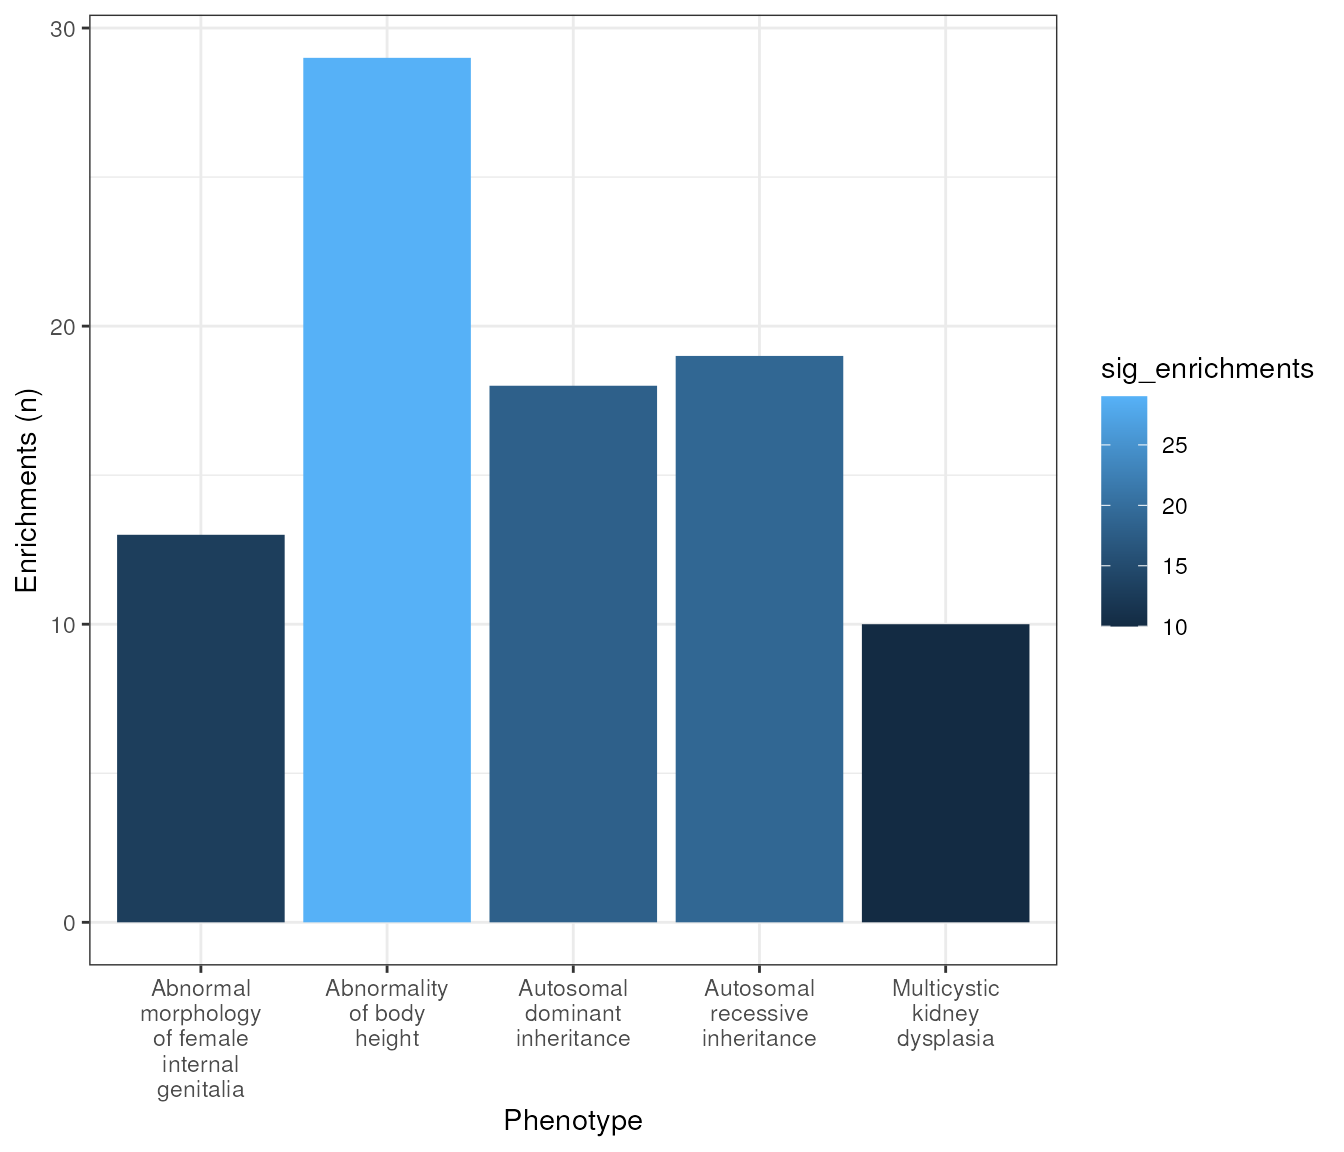 30
20
10
0
Enrichments (n)
Abnormal
morphology
of female
internal
genitalia
Abnormality
of body
height
Autosomal
dominant
inheritance
Autosomal
recessive
inheritance
Multicystic
kidney
dysplasia
Phenotype
sig_enrichments
25
20
15
10